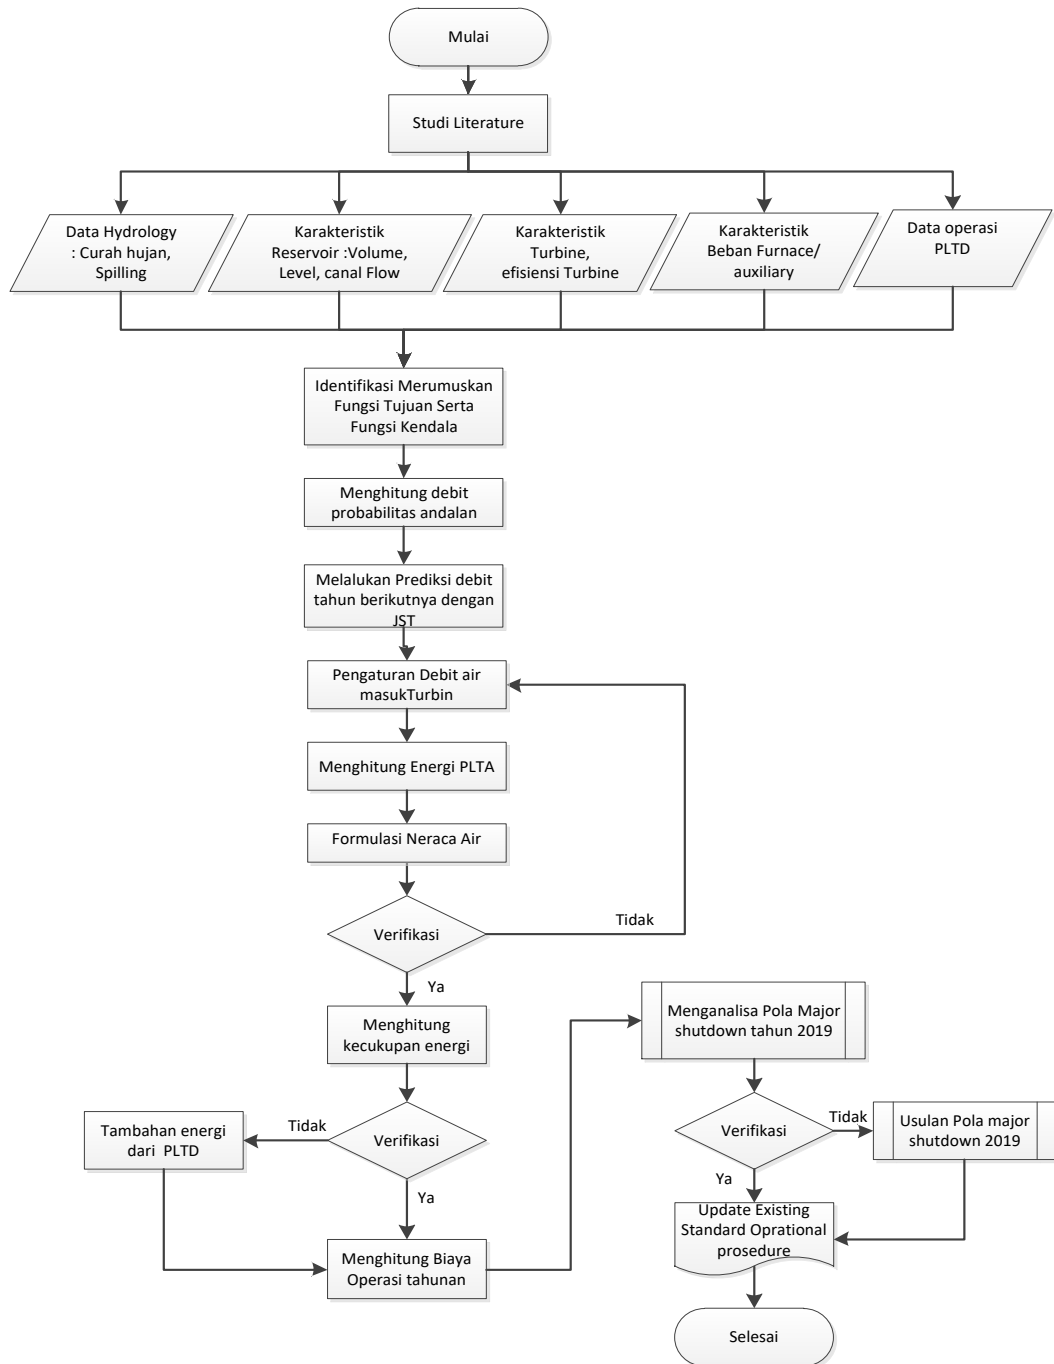 Mulai
Studi Literature
Data Hydrology
: Curah hujan,
Spilling
Karakteristik
Reservoir :Volume,
Level, canal Flow
Karakteristik
Turbine,
efisiensi Turbine
Karakteristik
Beban Furnace/
auxiliary
Data operasi
PLTD
Identifikasi Merumuskan
Fungsi Tujuan Serta
Fungsi Kendala
Menghitung debit
probabilitas andalan
Melalukan Prediksi debit
tahun berikutnya dengan
JST
Pengaturan Debit air
masukTurbin
Menghitung Energi PLTA
Formulasi Neraca Air
Verifikasi
Tidak
Ya
Menghitung
kecukupan energi
Verifikasi
Tidak
Tambahan energi
dari PLTD
Ya
Menghitung Biaya
Operasi tahunan
Menganalisa Pola Major
shutdown tahun 2019
Verifikasi
Tidak
Usulan Pola major
shutdown 2019
Ya
Update Existing
Standard Oprational
prosedure
Selesai